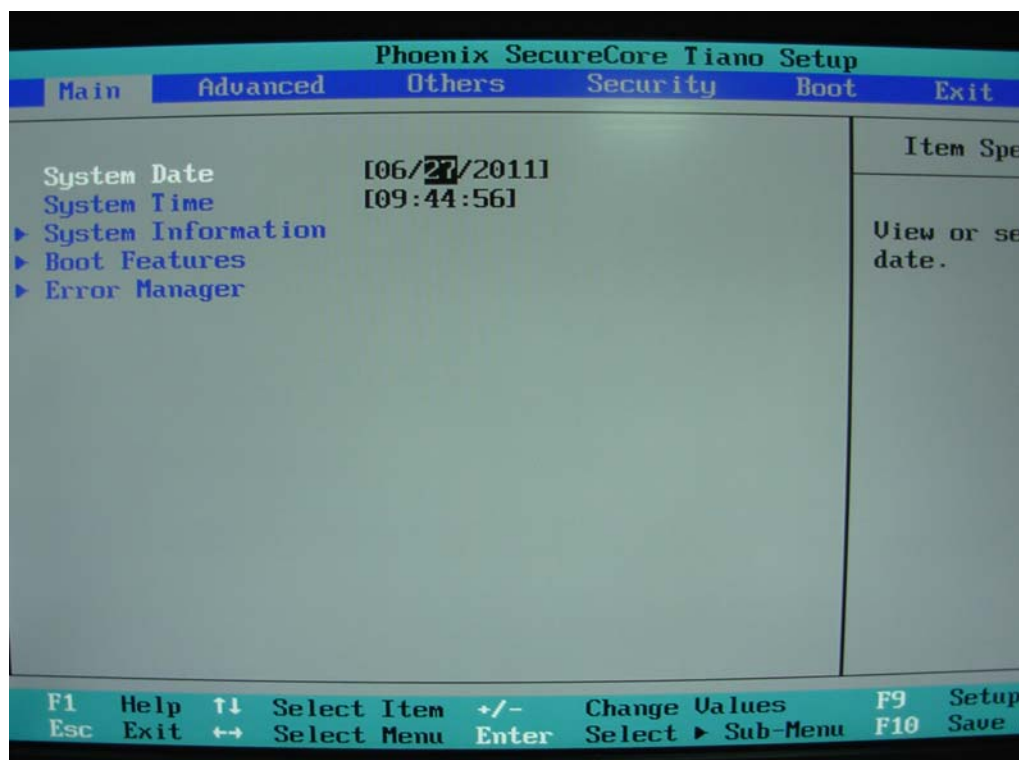 Phoenix SecureCore Tiano Setup
Main Advanced Others Security Boot Exit
System Date [06/27/2011]
System Time [09:44:56]
▶ System Information
▶ Boot Features
▶ Error Manager
Item Spe
View or se
date.
F1 Help ↑↓ Select Item +/- Change Values F9 Setup
Esc Exit ↔ Select Menu Enter Select ▶ Sub-Menu F10 Save